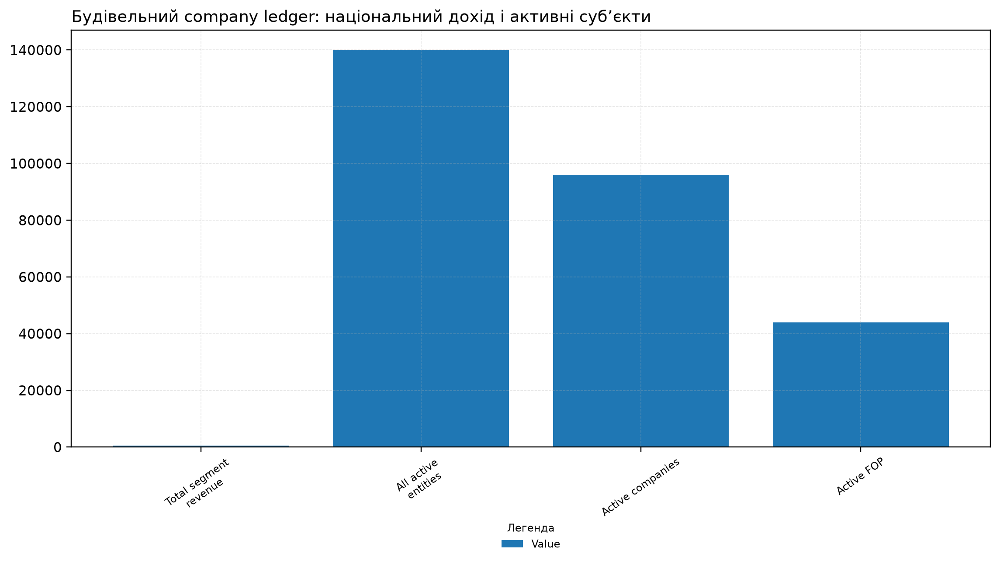 Будівельний company ledger: національний дохід і активні суб’єкти
140000
120000
100000
80000
60000
40000
20000
0
Total segment
revenue
All active
entities
Active companies
Active FOP
Легенда
Value